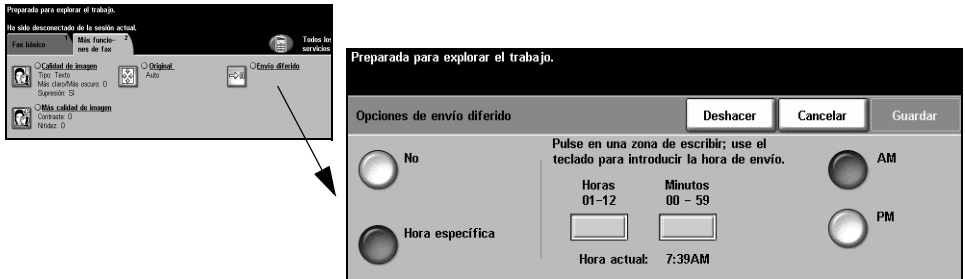 Preparada para explorar el trabajo.
Ha sido desconectado de la sesión actual.
Fax básico 1
Más funcio-
nes de fax 2
Todos los
servicios
Calidad de imagen
Tipo: Texto
Más claro/Más oscuro: 0
Supresión: Sí
Original
Auto
Envío diferido
Más calidad de imagen
Contraste: 0
Nitidez: 0
Preparada para explorar el trabajo.
Opciones de envío diferido
Deshacer
Cancelar
Guardar
No
Hora específica
Pulse en una zona de escribir; use el
teclado para introducir la hora de envío.
Horas
01-12
Minutos
00 - 59
Hora actual: 7:39AM
AM
PM